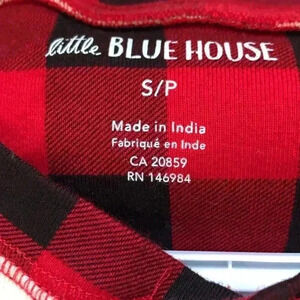 little BLUE HOUSE
S/P
Made in India
Fabriqué en Inde
CA 20859
RN 146984